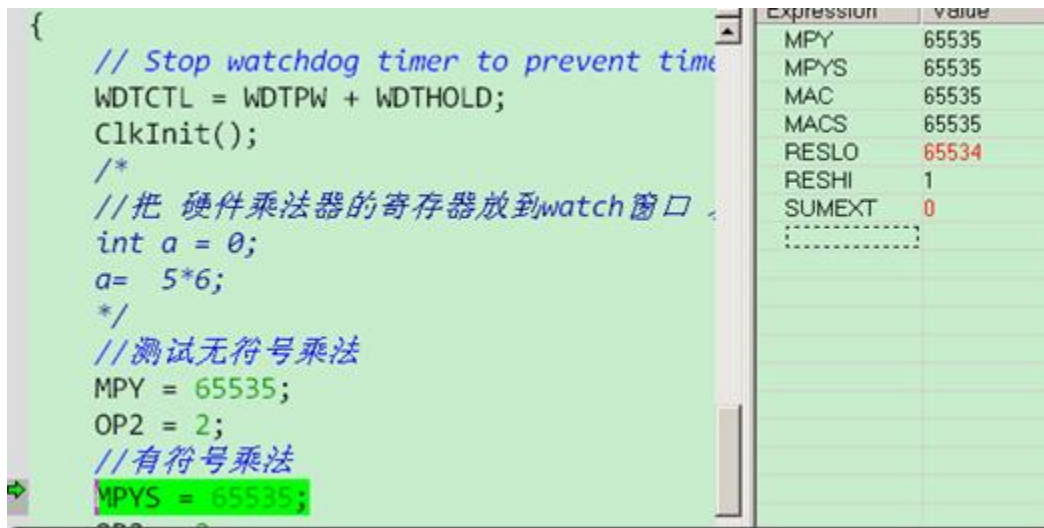 {
// Stop watchdog timer to prevent time
WDTCTL = WDTPW + WDTHOLD;
ClkInit();
/*
//把 硬件乘法器的寄存器放到watch窗口
int a = 0;
a= 5*6;
*/
//测试无符号乘法
MPY = 65535;
OP2 = 2;
//有符号乘法
MPYS = 65535;
Expression Value
MPY 65535
MPYS 65535
MAC 65535
MACS 65535
RESLO 65534
RESHI 1
SUMEXT 0